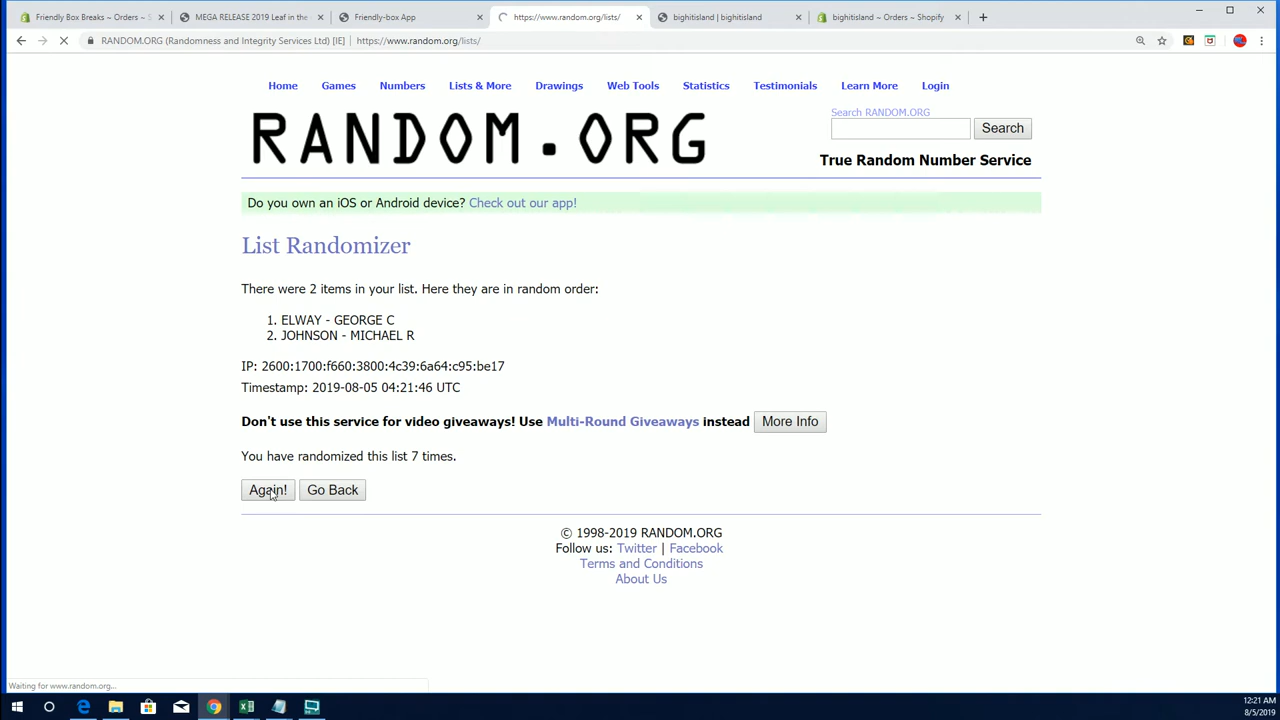 Friendly Box Breaks ~ Orders ~ S
MEGA RELEASE 2019 Leaf in the
Friendly-box App
https://www.random.org/lists/
bighitisland | bighitisland
bighitisland ~ Orders ~ Shopify
RANDOM.ORG (Randomness and Integrity Services Ltd) [IE] | https://www.random.org/lists/
Home Games Numbers Lists & More Drawings Web Tools Statistics Testimonials Learn More Login
RANDOM.ORG
Search RANDOM.ORG
Search
True Random Number Service
Do you own an iOS or Android device? Check out our app!
List Randomizer
There were 2 items in your list. Here they are in random order:
1. ELWAY - GEORGE C
2. JOHNSON - MICHAEL R
IP: 2600:1700:f660:3800:4c39:6a64:c95:be17
Timestamp: 2019-08-05 04:21:46 UTC
Don't use this service for video giveaways! Use Multi-Round Giveaways instead More Info
You have randomized this list 7 times.
Again! Go Back
© 1998-2019 RANDOM.ORG
Follow us: Twitter | Facebook
Terms and Conditions
About Us
Waiting for www.random.org...
12:21 AM
8/5/2019